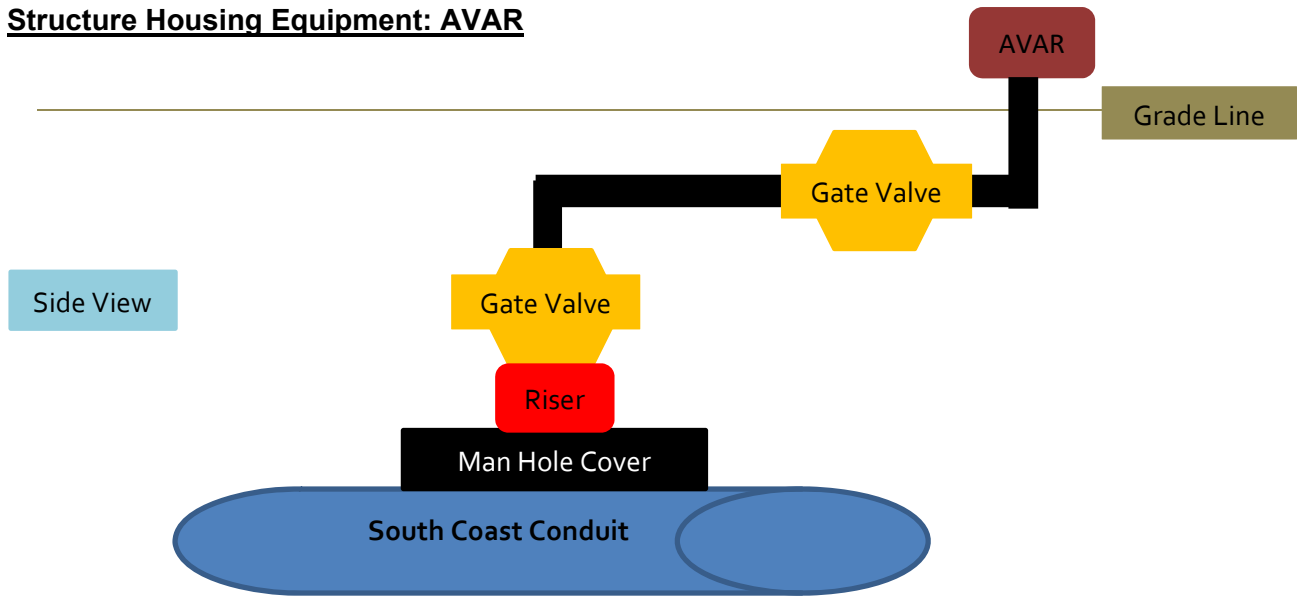 Structure Housing Equipment: AVAR
AVAR
Grade Line
Gate Valve
Side View
Gate Valve
Riser
Man Hole Cover
South Coast Conduit